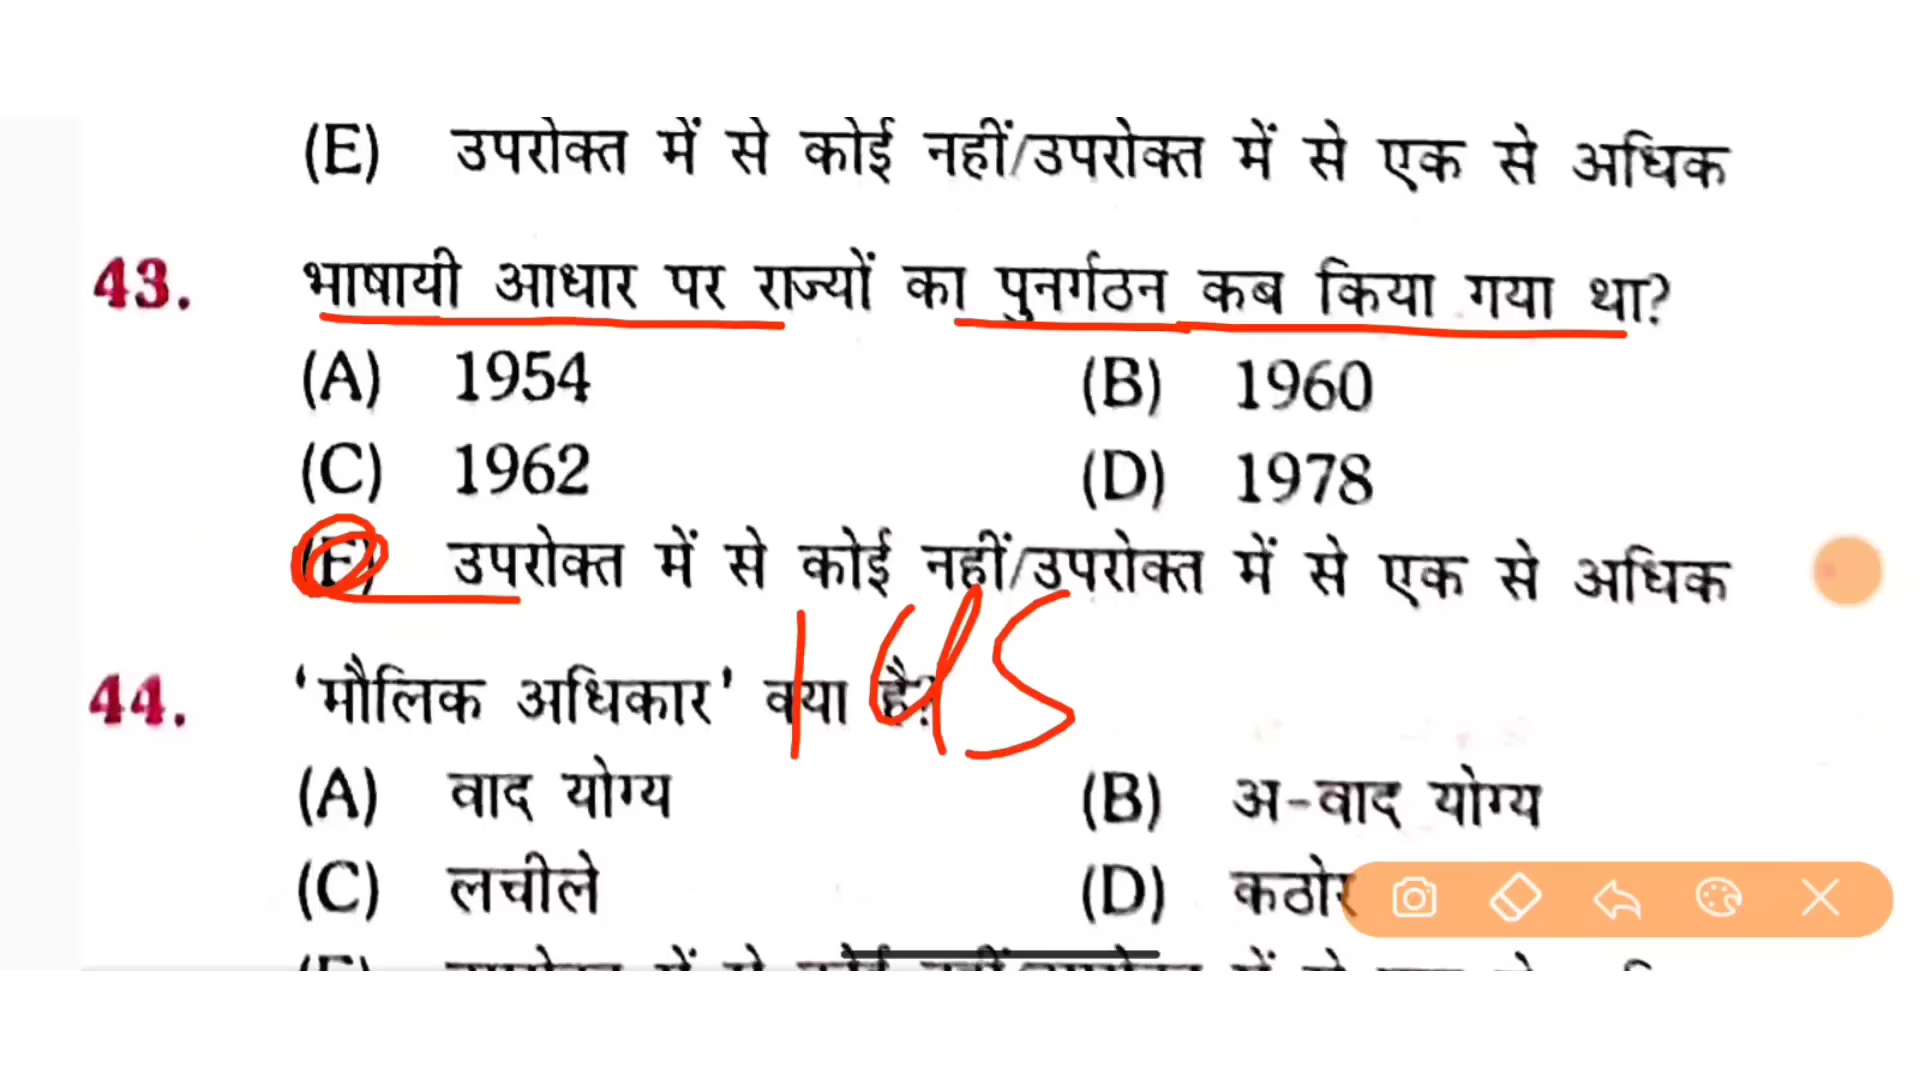 (E) उपरोक्त में से कोई नहीं/उपरोक्त में से एक से अधिक
43. भाषायी आधार पर राज्यों का पुनर्गठन कब किया गया था?
(A) 1954 (B) 1960
(C) 1962 (D) 1978
(E) उपरोक्त में से कोई नहीं/उपरोक्त में से एक से अधिक
195
44. 'मौलिक अधिकार' क्या है?
(A) वाद योग्य (B) अ-वाद योग्य
(C) लचीले (D) कठोर